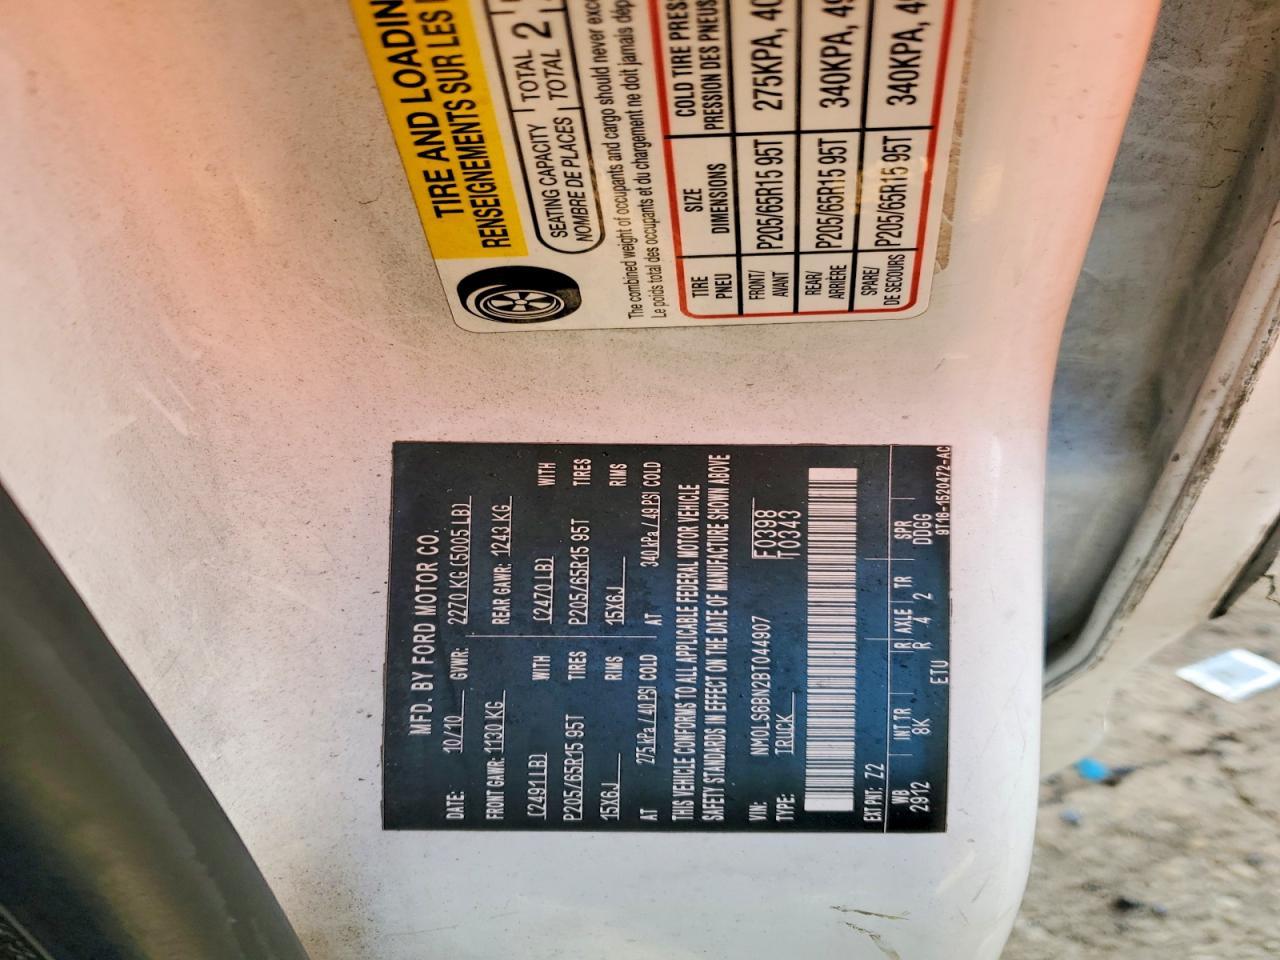 MFD. BY FORD MOTOR CO.
DATE: 10/10 GVWR: 2270 KG (5005 LB)
FRONT GAWR: 1130 KG REAR GAWR: 1243 KG
(2491 LB) WITH (2470 LB) WITH
P205/65R15 95T TIRES P205/65R15 95T TIRES
15X6J RIMS 15X6J RIMS
AT 275 kPa / 40 PSI COLD AT 340 kPa / 49 PSI COLD
THIS VEHICLE CONFORMS TO ALL APPLICABLE FEDERAL MOTOR VEHICLE
SAFETY STANDARDS IN EFFECT ON THE DATE OF MANUFACTURE SHOWN ABOVE
VIN: NM0LS6BN2BT044907 F0398
TYPE: TRUCK T0343
EXT PNT: Z2
WB INT TR R AXLE TR SPR
2912 8K R 4 2 DDGG
ETU 9T16-1520472-AC
TIRE AND LOADIN
RENSEIGNEMENTS SUR LES
SEATING CAPACITY TOTAL 2
NOMBRE DE PLACES TOTAL
The combined weight of occupants and cargo should never exc
Le poids total des occupants et du chargement ne doit jamais dép
TIRE SIZE COLD TIRE PRES
PNEU DIMENSIONS PRESSION DES PNEUS
FRONT/ AVANT P205/65R15 95T 275KPA, 40
REAR/ ARRIÈRE P205/65R15 95T 340KPA, 49
SPARE/ DE SECOURS P205/65R15 95T 340KPA, 4